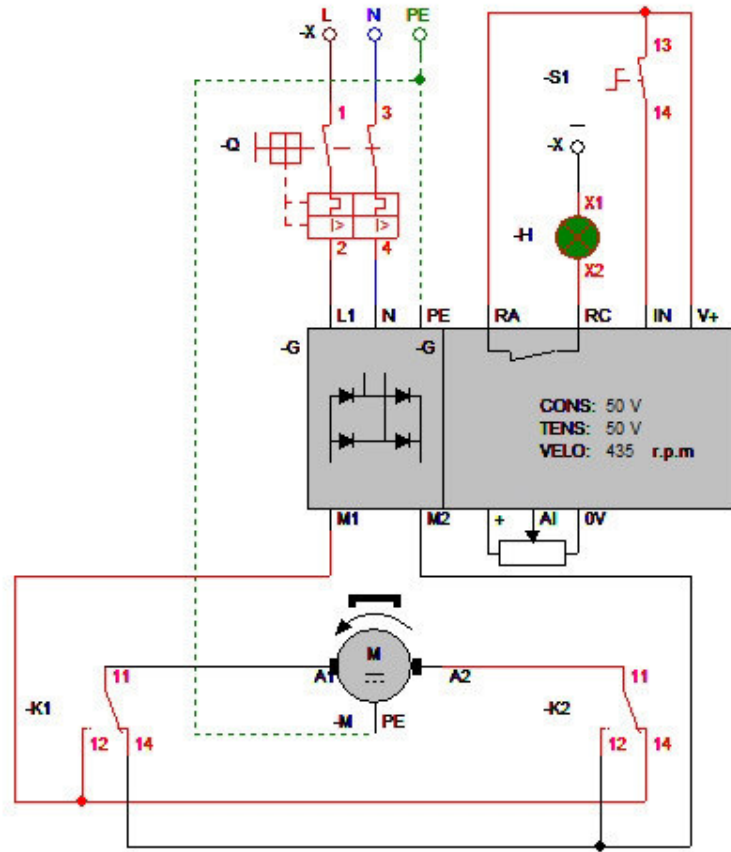 -X L N PE
13
-S1
14
1 3
-Q
-X
X1
I> I>
-H
2 4
X2
L1 N PE RA RC IN V+
-G -G
CONS: 50 V
TENS: 50 V
VELO: 435 r.p.m
M1 M2 + AI 0V
M
11 A1 A2 11
-K1 -M PE -K2
12 14 12 14